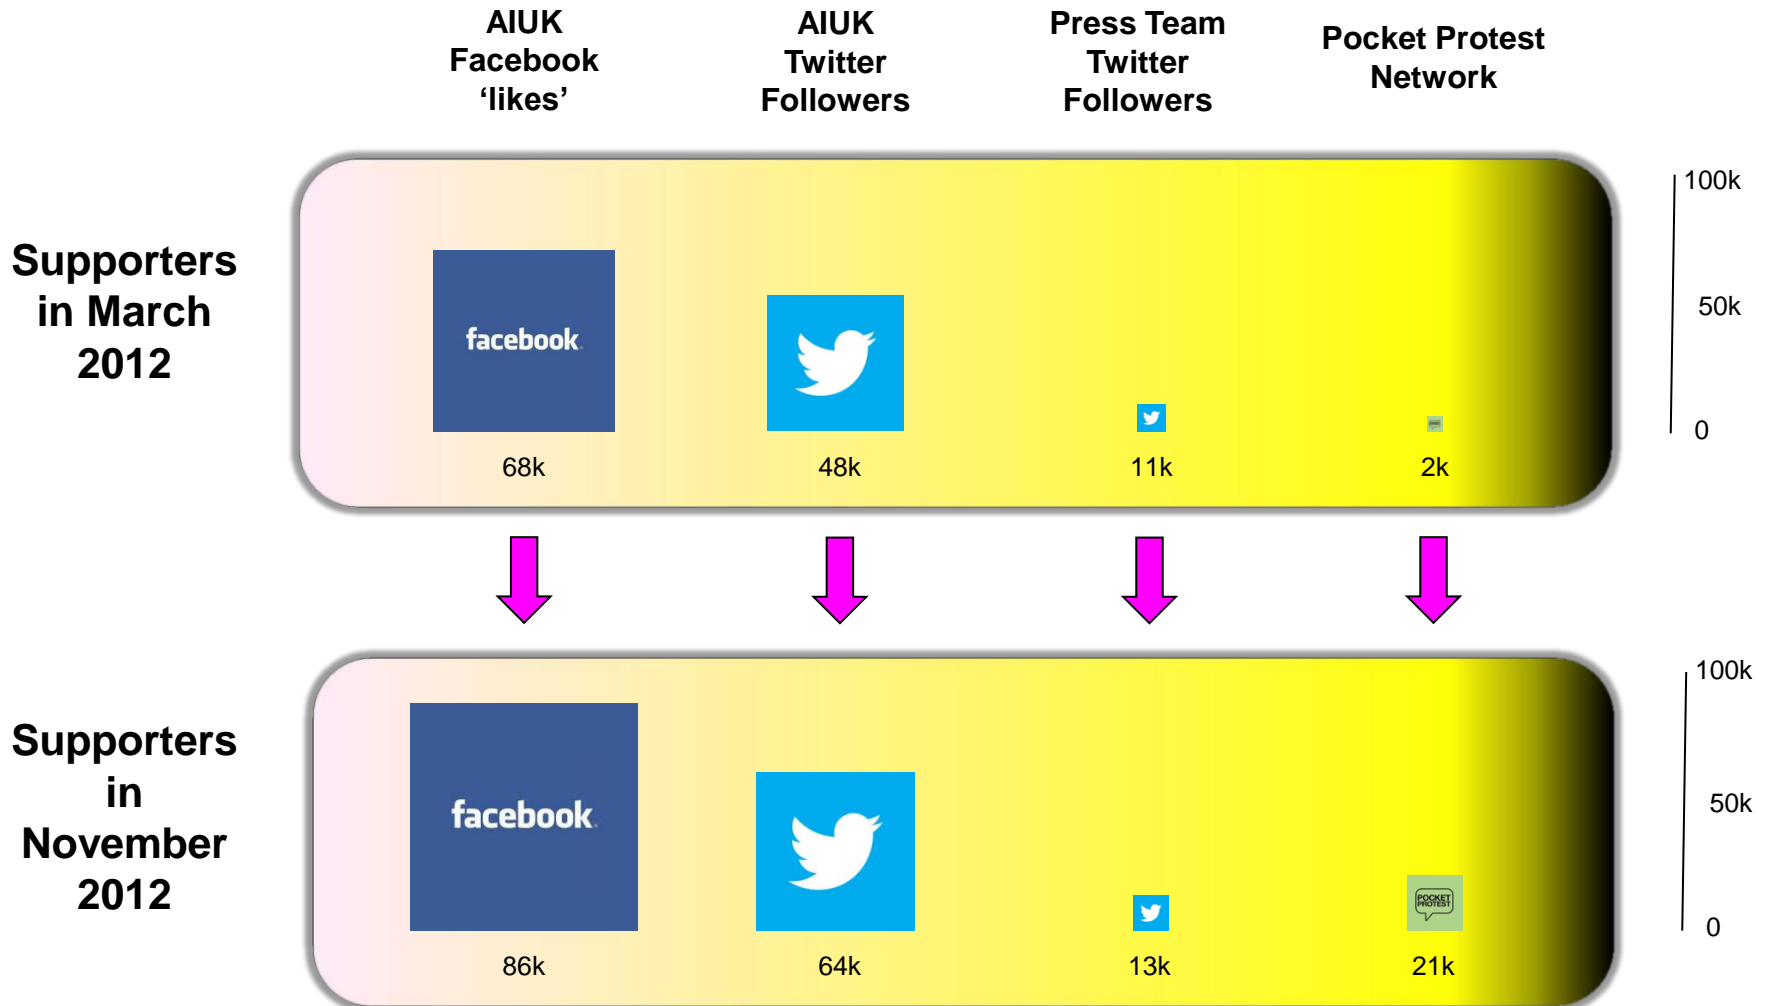 AIUK
Facebook
‘likes’
AIUK
Twitter
Followers
Press Team
Twitter
Followers
Pocket Protest
Network
Supporters
in March
2012
facebook
68k
48k
11k
2k
100k
50k
0
Supporters
in
November
2012
facebook
POCKET
PROTEST
86k
64k
13k
21k
100k
50k
0